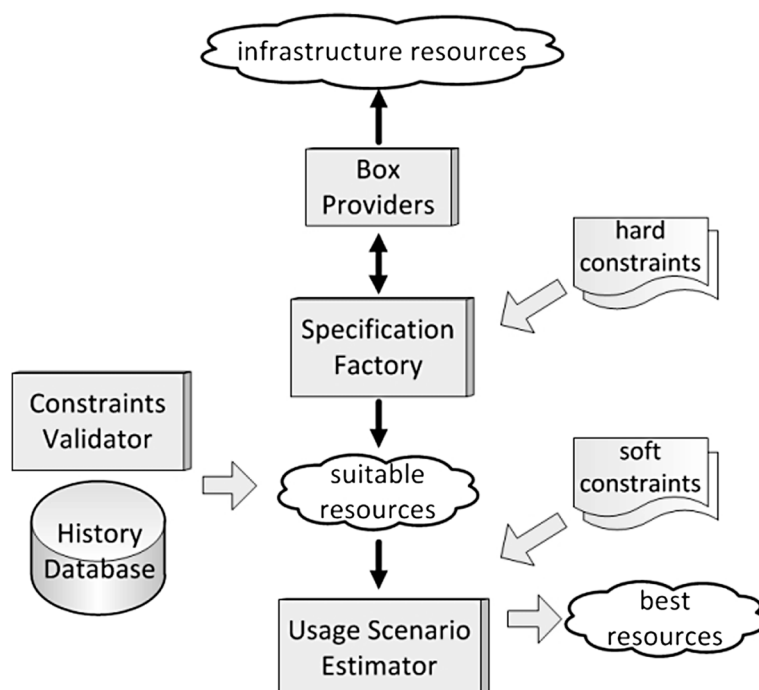 infrastructure resources
Box
Providers
hard
constraints
Specification
Factory
Constraints
Validator
suitable
resources
soft
constraints
History
Database
Usage Scenario
Estimator
best
resources